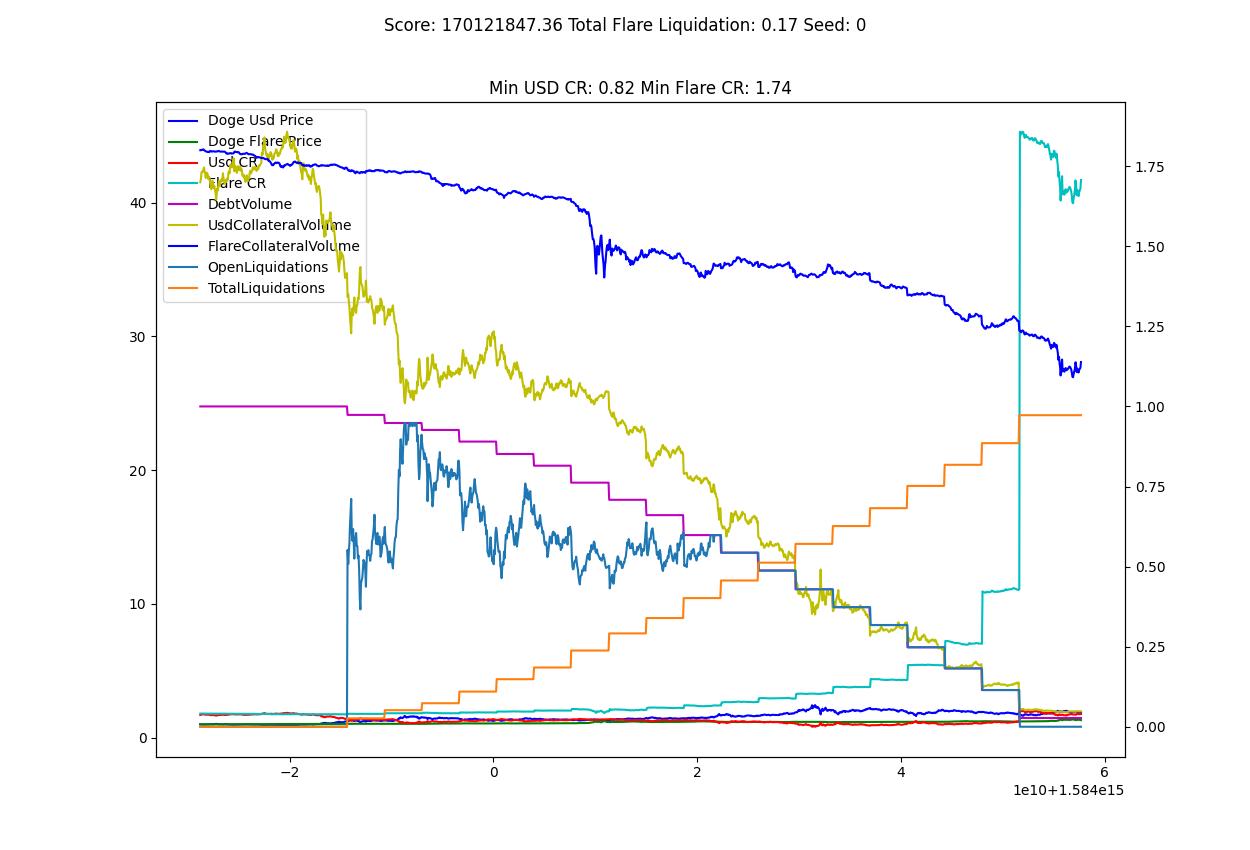 Score: 170121847.36 Total Flare Liquidation: 0.17 Seed: 0
Min USD CR: 0.82 Min Flare CR: 1.74
Doge Usd Price
Doge Flare Price
Usd CR
Flare CR
DebtVolume
UsdCollateralVolume
FlareCollateralVolume
OpenLiquidations
TotalLiquidations
40
30
20
10
0
1.75
1.50
1.25
1.00
0.75
0.50
0.25
0.00
−2
0
2
4
6
1e10+1.584e15